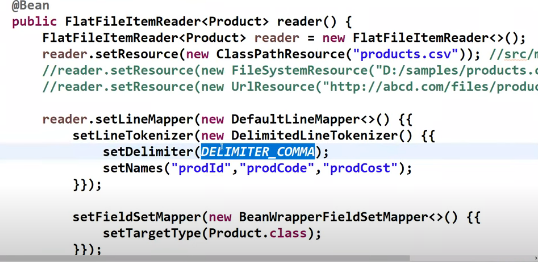 @Bean
public FlatFileItemReader<Product> reader() {
FlatFileItemReader<Product> reader = new FlatFileItemReader<>();
reader.setResource(new ClassPathResource("products.csv")); //src/m
//reader.setResource(new FileSystemResource("D:/samples/products.c
//reader.setResource(new UrlResource("http://abcd.com/files/produc
reader.setLineMapper(new DefaultLineMapper<>() {{
setLineTokenizer(new DelimitedLineTokenizer() {{
setDelimiter(DELIMITER_COMMA);
setNames("prodId","prodCode","prodCost");
}});
setFieldSetMapper(new BeanWrapperFieldSetMapper<>() {{
setTargetType(Product.class);
}});